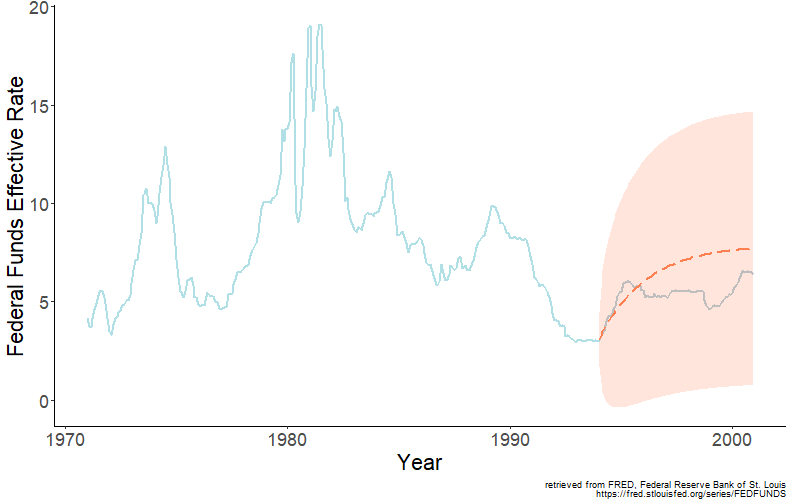 Federal Funds Effective Rate
20
15
10
5
0
1970 1980 1990 2000
Year
retrieved from FRED, Federal Reserve Bank of St. Louis
https://fred.stlouisfed.org/series/FEDFUNDS